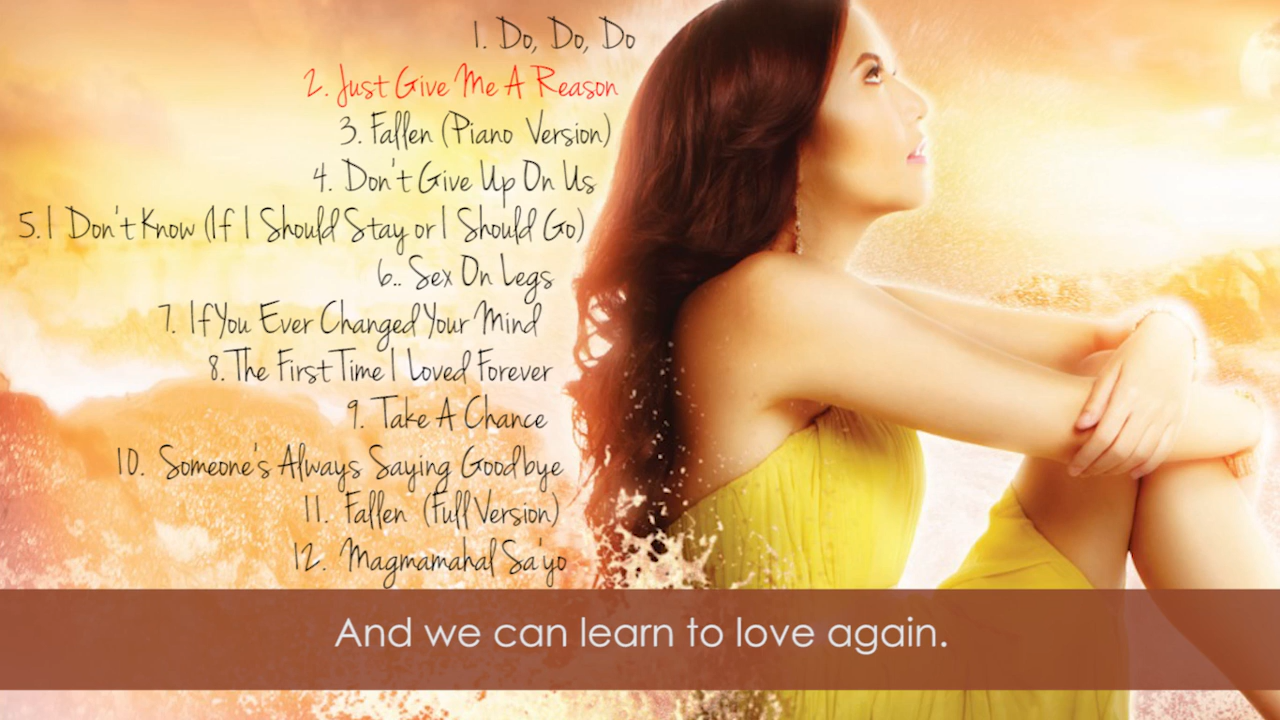 1. Do, Do, Do
2. Just Give Me A Reason
3. Fallen (Piano Version)
4. Don't Give Up On Us
5. I Don't Know (If I Should Stay or I Should Go)
6.. Sex On Legs
7. If You Ever Changed Your Mind
8. The First Time I Loved Forever
9. Take A Chance
10. Someone's Always Saying Goodbye
11. Fallen (Full Version)
12. Magmamahal Sa'yo
And we can learn to love again.